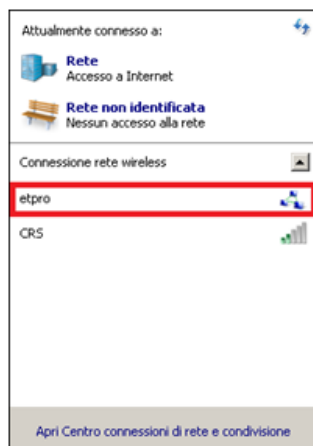 Attualmente connesso a:
Rete
Accesso a Internet
Rete non identificata
Nessun accesso alla rete
Connessione rete wireless
etpro
CRS
Apri Centro connessioni di rete e condivisione